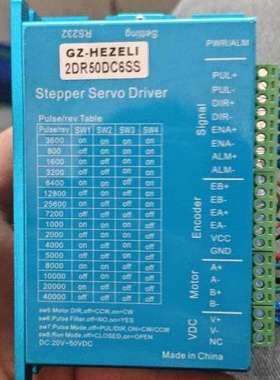 RS232
Setting
GZ-HEZELI
2DR50DC6SS
Stepper Servo Driver
Pulse/rev Table
Pulse/rev SW1 SW2 SW3 SW4
3600 on on on on
800 off on on on
1600 on off on on
3200 off off on on
6400 on on off on
12800 off on off on
25600 on off off on
7200 off off off on
1000 on on on off
2000 off on on off
4000 on off on off
5000 off off on off
8000 on on off off
10000 off on off off
20000 on off off off
40000 off off off off
sw5:Motor DIR,off=CCW,on=CW
sw6:Pulse Filter,off=NO,on=YES
sw7:Pulse Mode,off=PUL/DIR,ON=CW/CCW
sw8:Run Mode,off=CLOSED,on=OPEN
DC:20V~50VDC
PWR/ALM
Signal
PUL+
PUL-
DIR+
DIR-
ENA+
ENA-
ALM+
ALM-
Encoder
EB+
EB-
EA+
EA-
VCC
GND
Motor
A+
A-
B+
B-
VDC
V+
V-
NC
Made in China